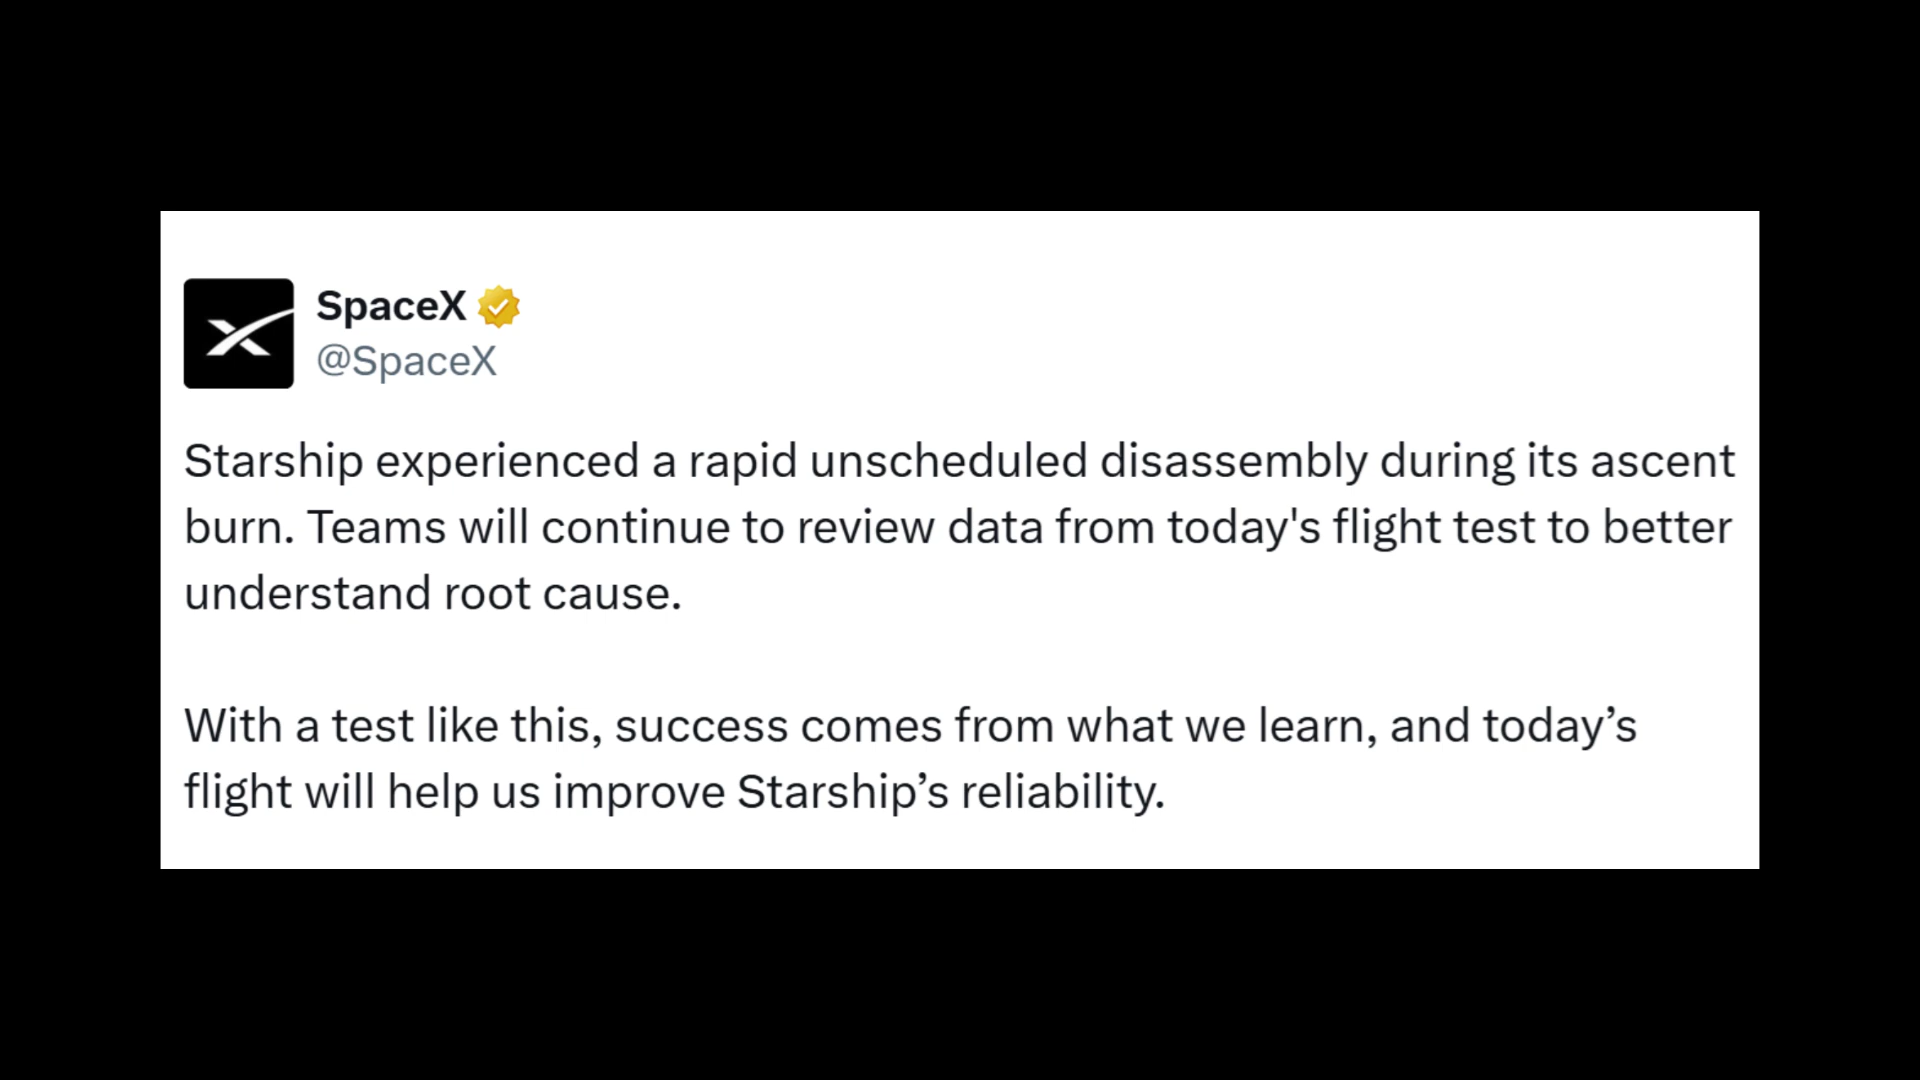 SpaceX
@SpaceX
Starship experienced a rapid unscheduled disassembly during its ascent
burn. Teams will continue to review data from today's flight test to better
understand root cause.
With a test like this, success comes from what we learn, and today’s
flight will help us improve Starship’s reliability.